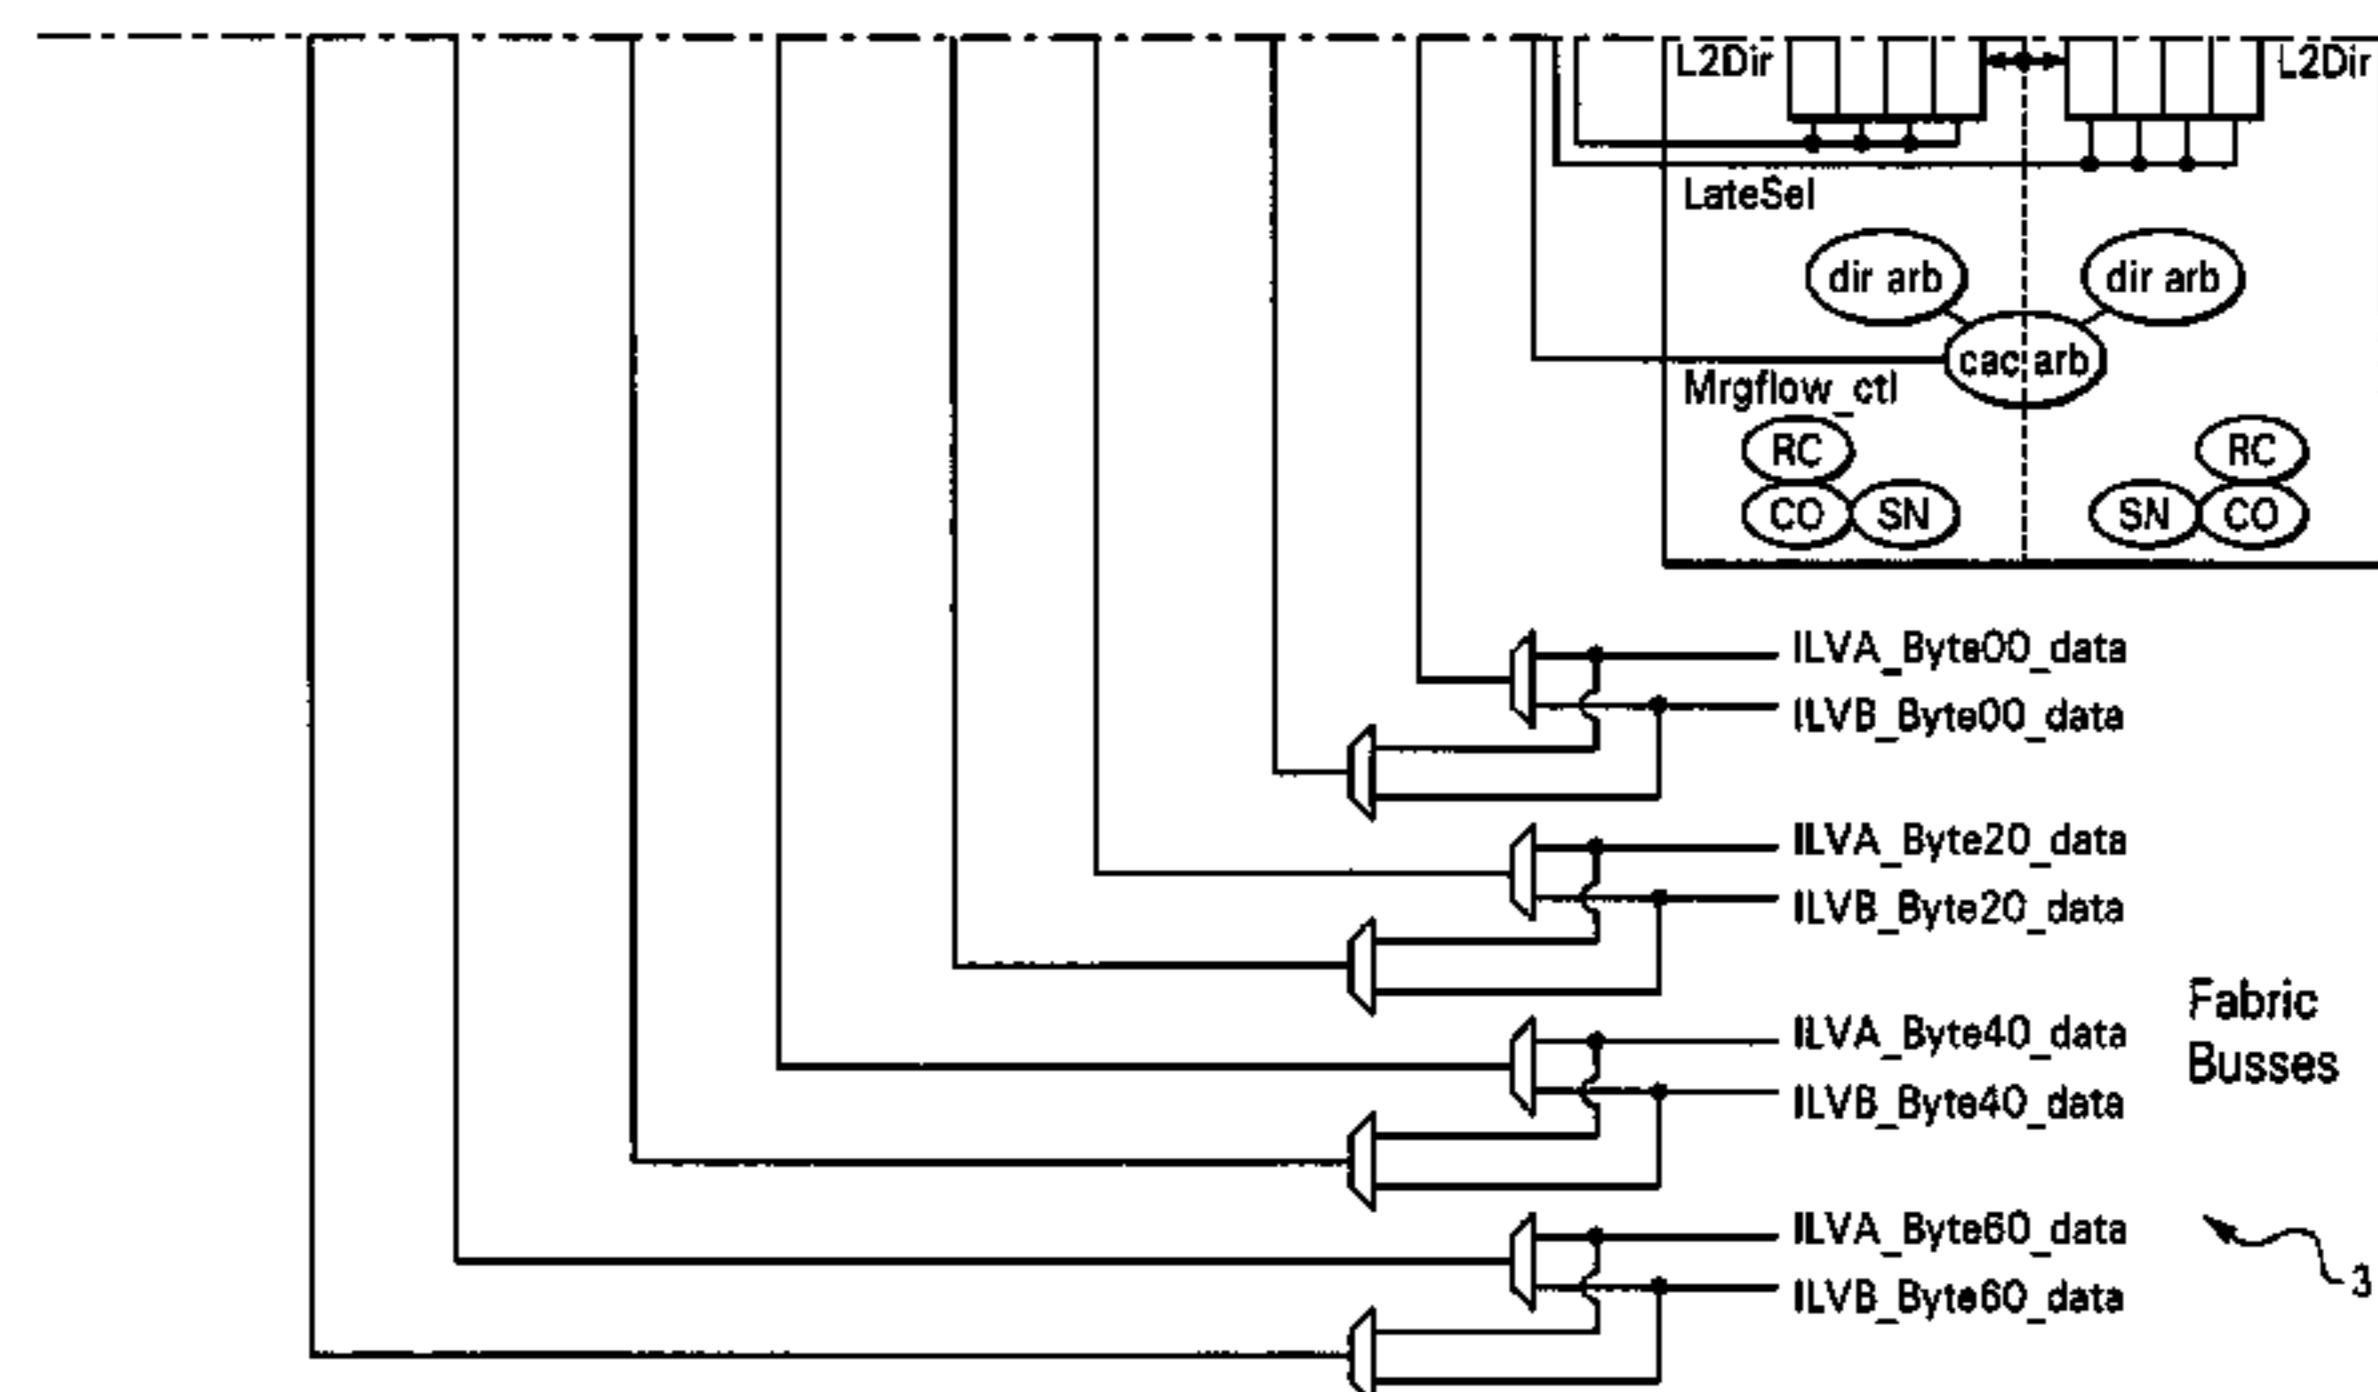 L2Dir
L2Dir
LateSel
dir arb
dir arb
cac arb
Mrgflow_ctl
RC
RC
CO
SN
SN
CO
ILVA_Byte00_data
ILVB_Byte00_data
ILVA_Byte20_data
ILVB_Byte20_data
Fabric
Busses
ILVA_Byte40_data
ILVB_Byte40_data
ILVA_Byte60_data
ILVB_Byte60_data
3